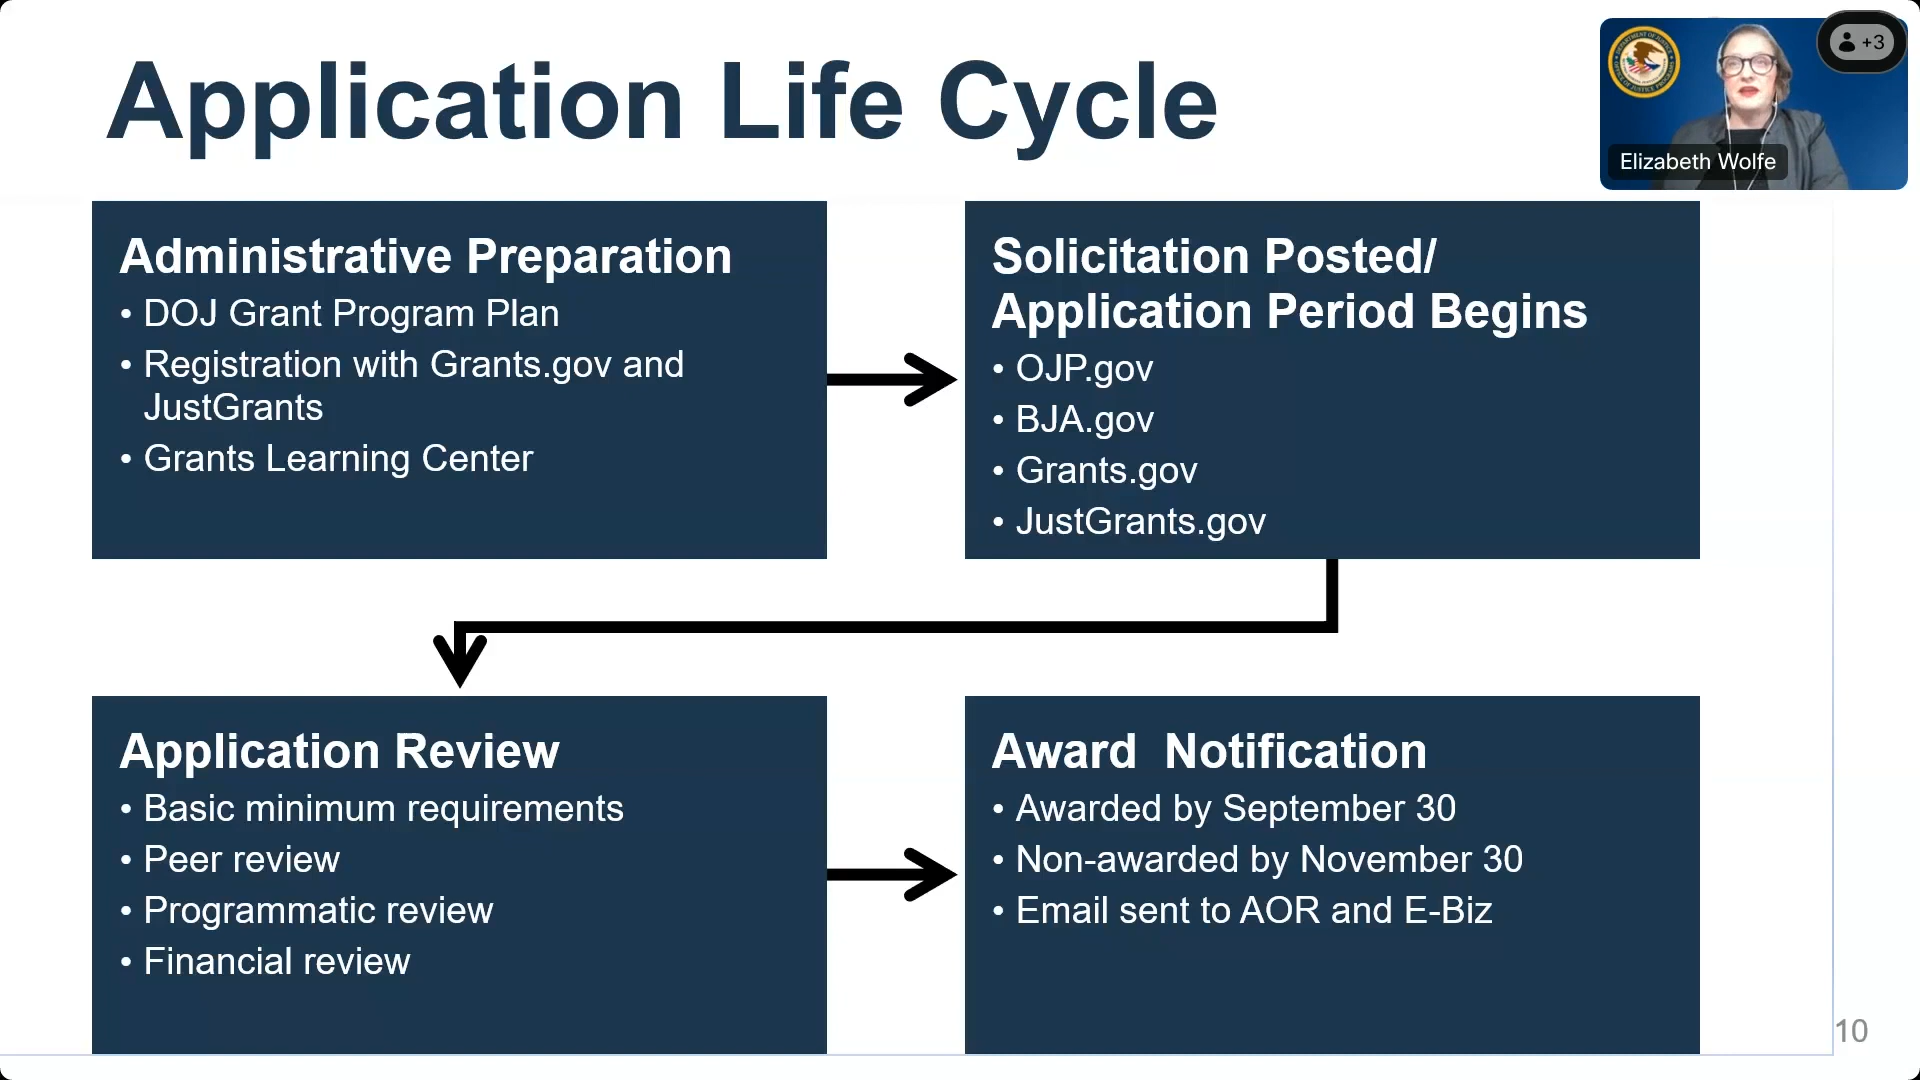 Application Life Cycle
+3
Elizabeth Wolfe
Administrative Preparation
• DOJ Grant Program Plan
• Registration with Grants.gov and
JustGrants
• Grants Learning Center
Solicitation Posted/
Application Period Begins
• OJP.gov
• BJA.gov
• Grants.gov
• JustGrants.gov
Application Review
• Basic minimum requirements
• Peer review
• Programmatic review
• Financial review
Award  Notification
• Awarded by September 30
• Non-awarded by November 30
• Email sent to AOR and E-Biz
10